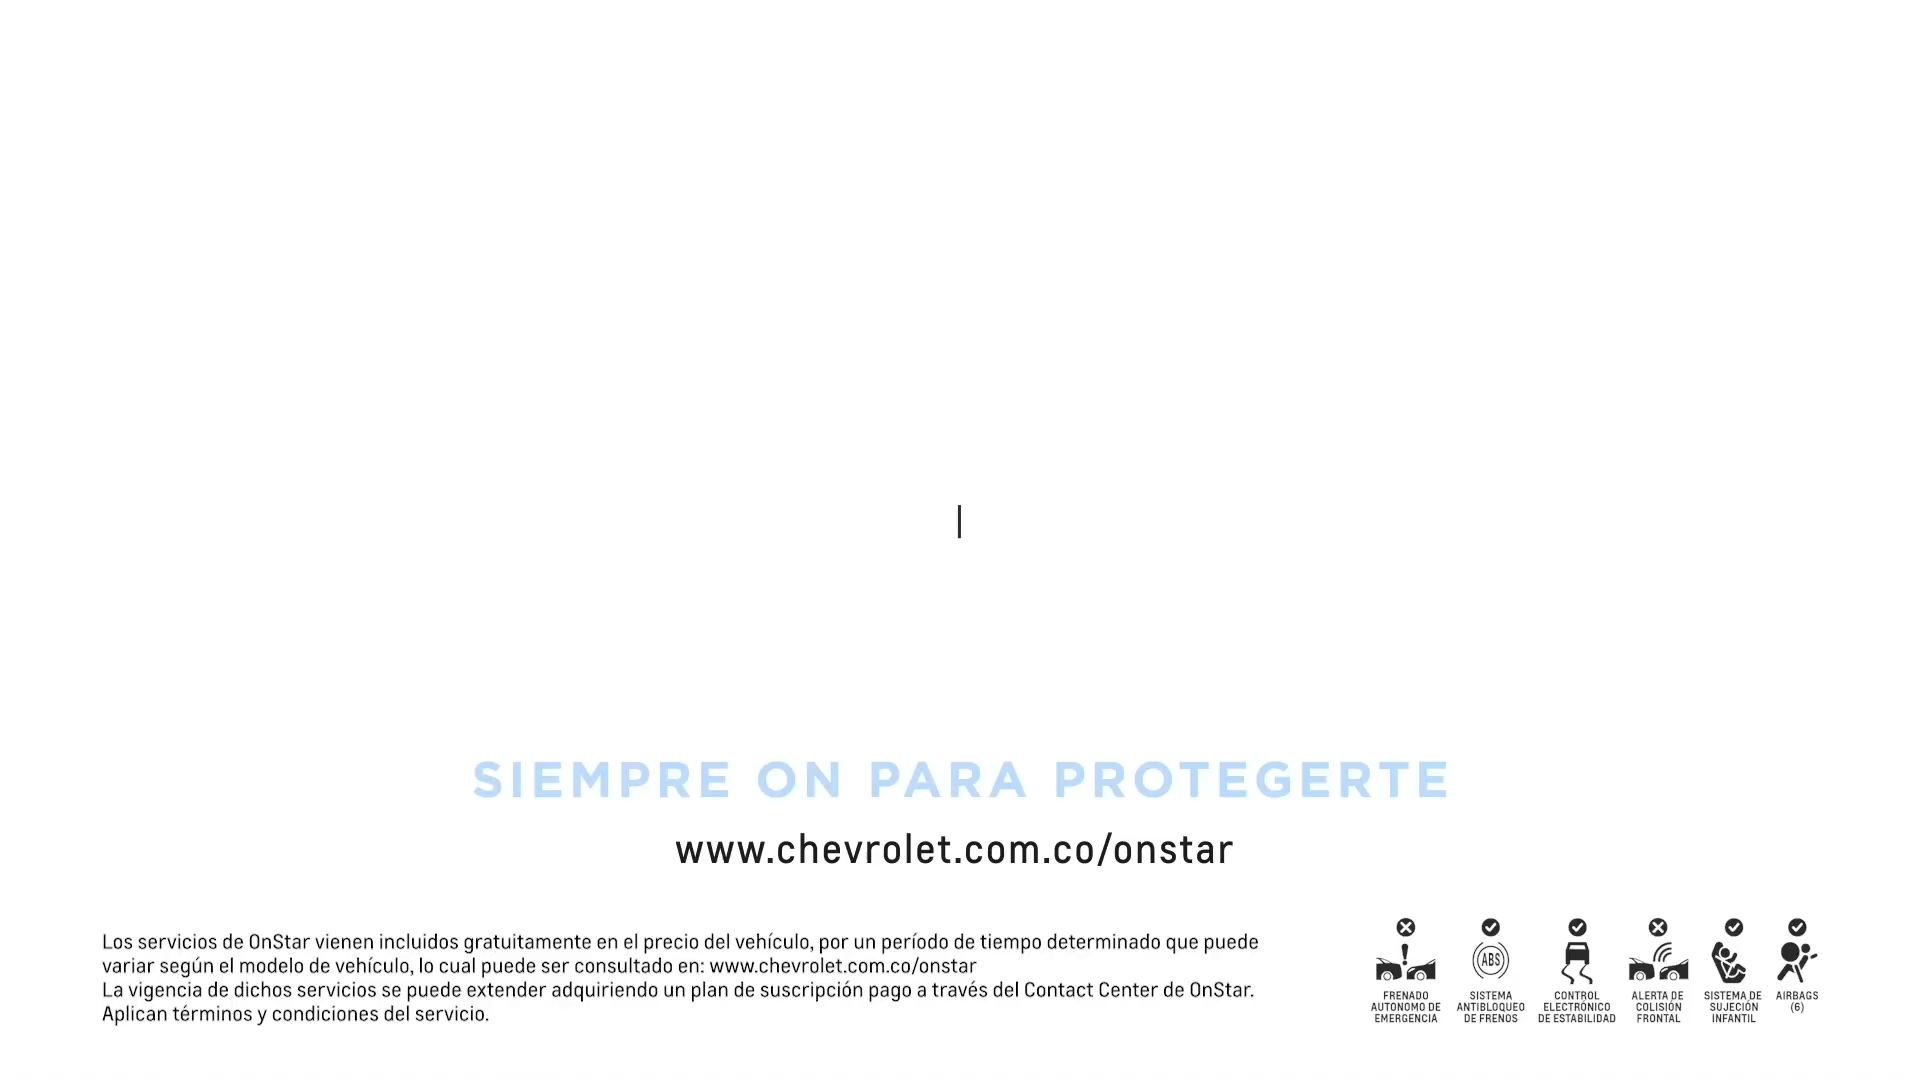 SIEMPRE ON PARA PROTEGERTE
www.chevrolet.com.co/onstar
Los servicios de OnStar vienen incluidos gratuitamente en el precio del vehículo, por un período de tiempo determinado que puede
variar según el modelo de vehículo, lo cual puede ser consultado en: www.chevrolet.com.co/onstar
La vigencia de dichos servicios se puede extender adquiriendo un plan de suscripción pago a través del Contact Center de OnStar.
Aplican términos y condiciones del servicio.
ABS
FRENADO
AUTONOMO DE
EMERGENCIA
SISTEMA
ANTIBLOQUEO
DE FRENOS
CONTROL
ELECTRÓNICO
DE ESTABILIDAD
ALERTA DE
COLISIÓN
FRONTAL
SISTEMA DE
SUJECIÓN
INFANTIL
AIRBAGS
(6)